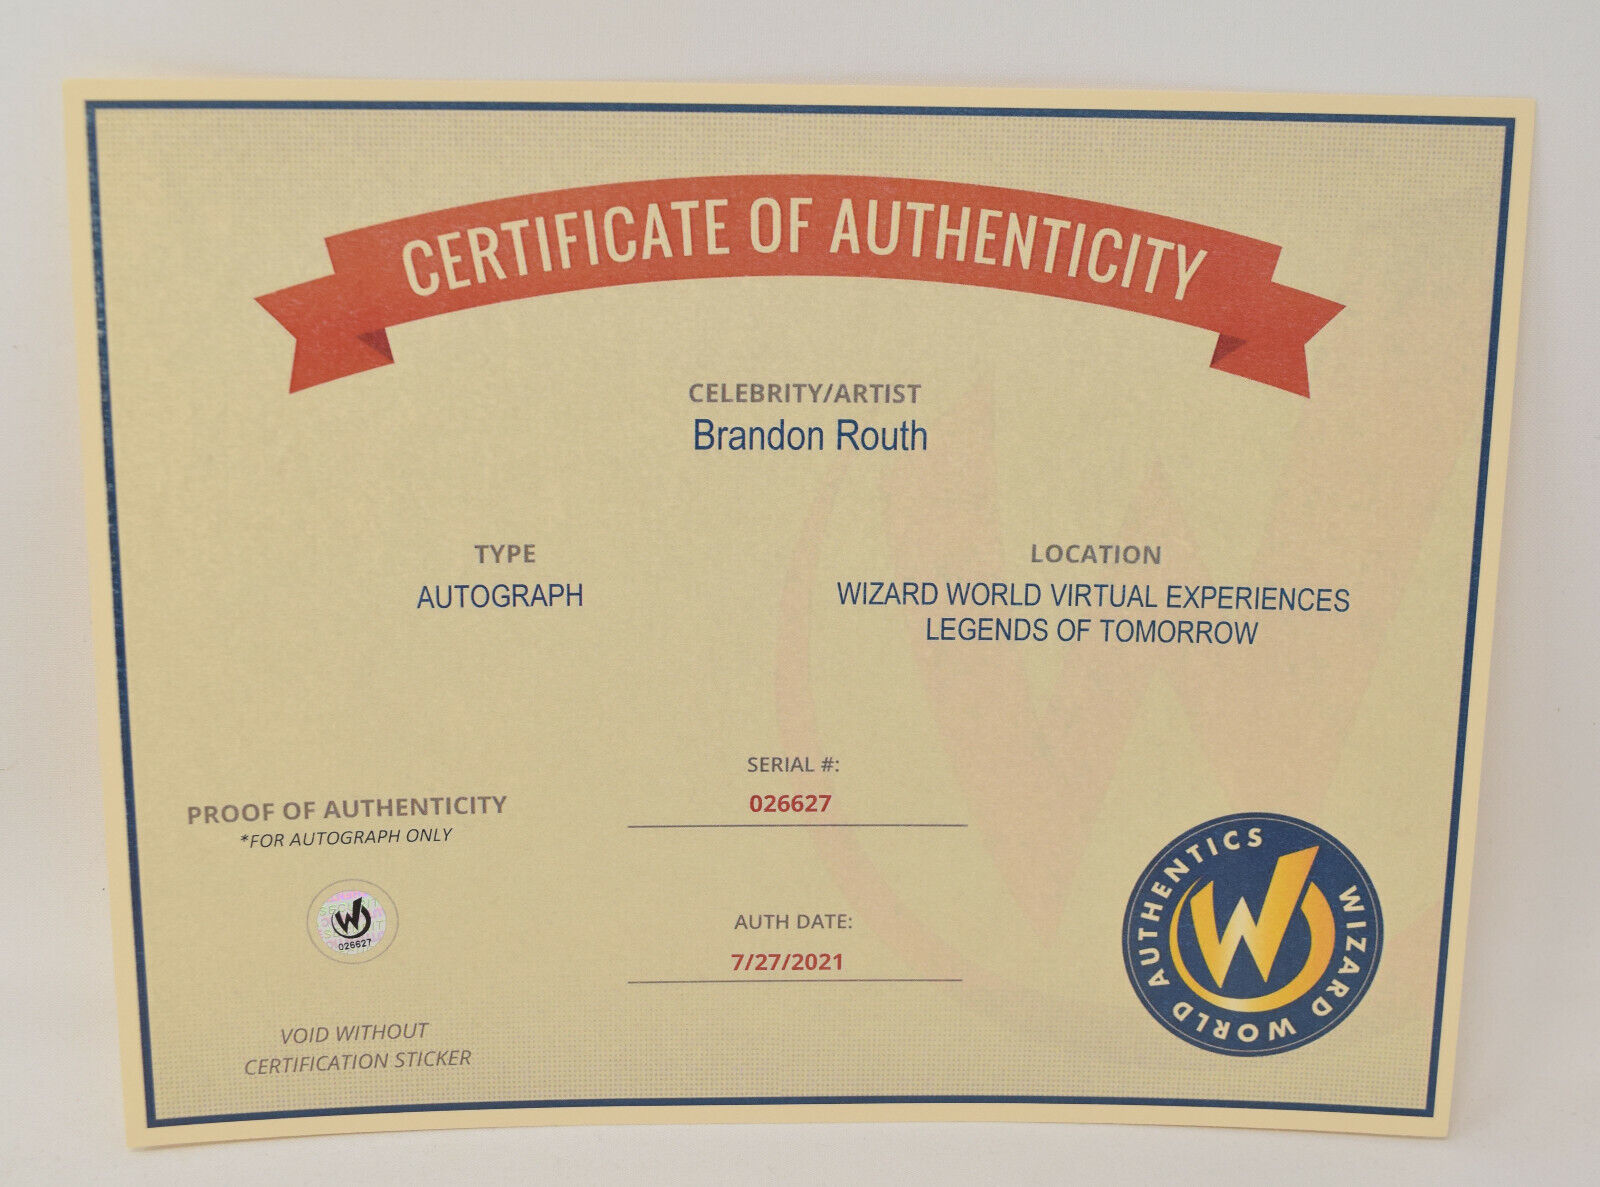 CERTIFICATE OF AUTHENTICITY
CELEBRITY/ARTIST
Brandon Routh
TYPE
AUTOGRAPH
LOCATION
WIZARD WORLD VIRTUAL EXPERIENCES
LEGENDS OF TOMORROW
SERIAL #:
026627
PROOF OF AUTHENTICITY
*FOR AUTOGRAPH ONLY
026627
AUTH DATE:
7/27/2021
VOID WITHOUT
CERTIFICATION STICKER
WIZARD WORLD AUTHENTICS
W